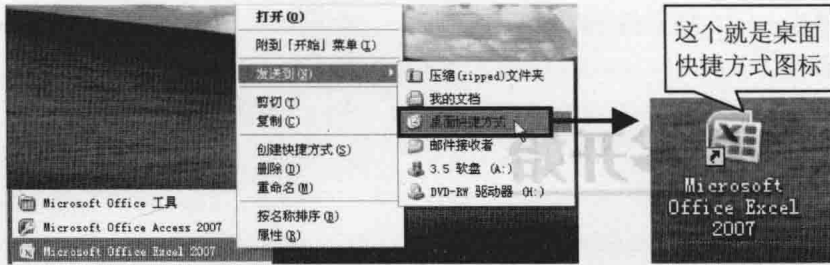 打开(O)
附到「开始」菜单(I)
发送到(N)
剪切(T)
复制(C)
创建快捷方式(S)
删除(D)
重命名(M)
按名称排序(B)
属性(R)
压缩(zipped)文件夹
我的文档
桌面快捷方式
邮件接收者
3.5 软盘 (A:)
DVD-RW 驱动器 (H:)
Microsoft Office 工具
Microsoft Office Access 2007
Microsoft Office Excel 2007
这个就是桌面
快捷方式图标
Microsoft
Office Excel
2007